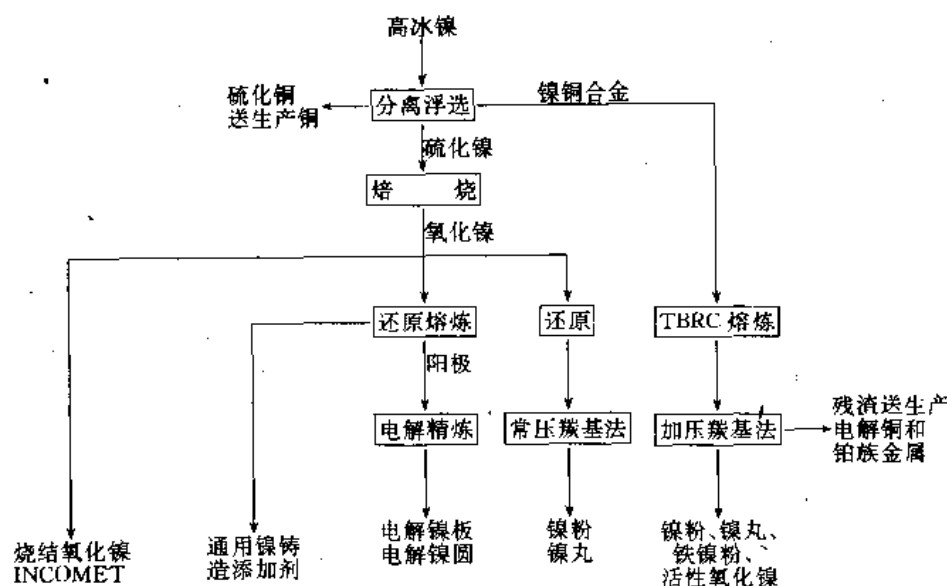 高冰镍
镍铜合金
硫化铜
送生产铜
分离浮选
硫化镍
焙 烧
氧化镍
还原熔炼
还原
TBRC 熔炼
阳极
电解精炼
常压羰基法
加压羰基法
残渣送生产
电解铜和
铂族金属
烧结氧化镍
INCOMET
通用镍铸
造添加剂
电解镍板
电解镍圆
镍粉
镍丸
镍粉、镍丸、
铁镍粉、
活性氧化镍